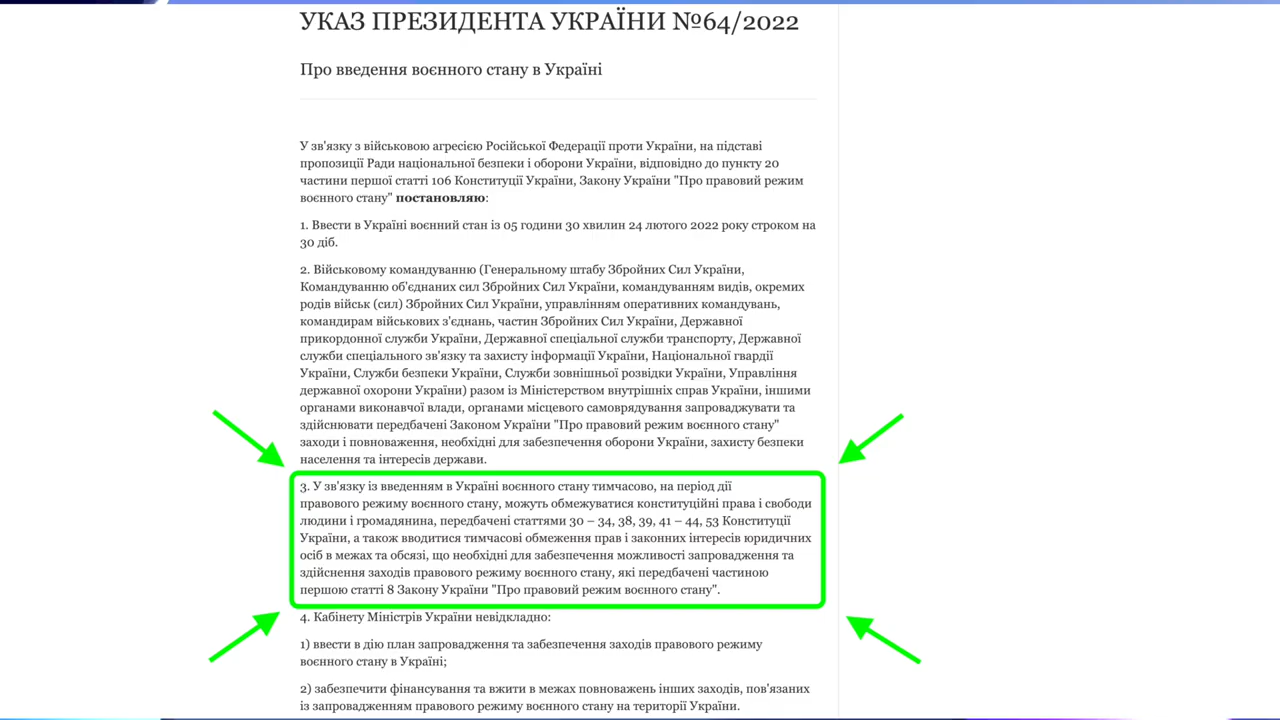 УКАЗ ПРЕЗИДЕНТА УКРАЇНИ №64/2022
Про введення воєнного стану в Україні
У зв'язку з військовою агресією Російської Федерації проти України, на підставі
пропозиції Ради національної безпеки і оборони України, відповідно до пункту 20
частини першої статті 106 Конституції України, Закону України "Про правовий режим
воєнного стану" постановляю:
1. Ввести в Україні воєнний стан із 05 години 30 хвилин 24 лютого 2022 року строком на
30 діб.
2. Військовому командуванню (Генеральному штабу Збройних Сил України,
Командуванню об'єднаних сил Збройних Сил України, командуванням видів, окремих
родів військ (сил) Збройних Сил України, управлінням оперативних командувань,
командирам військових з'єднань, частин Збройних Сил України, Державної
прикордонної служби України, Державної спеціальної служби транспорту, Державної
служби спеціального зв'язку та захисту інформації України, Національної гвардії
України, Служби безпеки України, Служби зовнішньої розвідки України, Управління
державної охорони України) разом із Міністерством внутрішніх справ України, іншими
органами виконавчої влади, органами місцевого самоврядування запроваджувати та
здійснювати передбачені Законом України "Про правовий режим воєнного стану"
заходи і повноваження, необхідні для забезпечення оборони України, захисту безпеки
населення та інтересів держави.
3. У зв'язку із введенням в Україні воєнного стану тимчасово, на період дії
правового режиму воєнного стану, можуть обмежуватися конституційні права і свободи
людини і громадянина, передбачені статтями 30 – 34, 38, 39, 41 – 44, 53 Конституції
України, а також вводитися тимчасові обмеження прав і законних інтересів юридичних
осіб в межах та обсязі, що необхідні для забезпечення можливості запровадження та
здійснення заходів правового режиму воєнного стану, які передбачені частиною
першою статті 8 Закону України "Про правовий режим воєнного стану".
4. Кабінету Міністрів України невідкладно:
1) ввести в дію план запровадження та забезпечення заходів правового режиму
воєнного стану в Україні;
2) забезпечити фінансування та вжити в межах повноважень інших заходів, пов'язаних
із запровадженням правового режиму воєнного стану на території України.